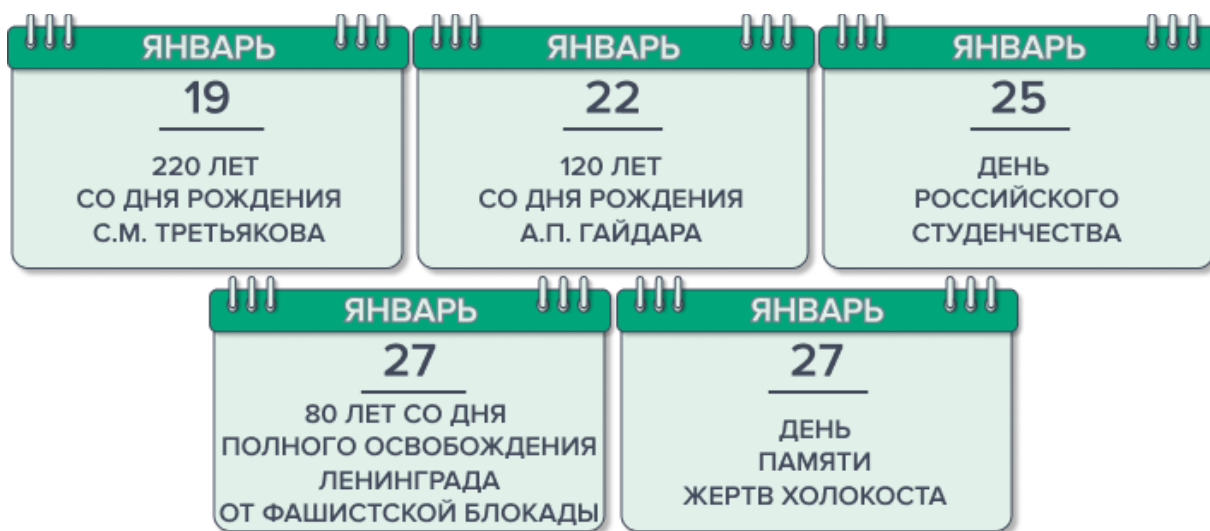 ЯНВАРЬ
19
220 ЛЕТ
СО ДНЯ РОЖДЕНИЯ
С.М. ТРЕТЬЯКОВА
ЯНВАРЬ
22
120 ЛЕТ
СО ДНЯ РОЖДЕНИЯ
А.П. ГАЙДАРА
ЯНВАРЬ
25
ДЕНЬ
РОССИЙСКОГО
СТУДЕНЧЕСТВА
ЯНВАРЬ
27
80 ЛЕТ СО ДНЯ
ПОЛНОГО ОСВОБОЖДЕНИЯ
ЛЕНИНГРАДА
ОТ ФАШИСТСКОЙ БЛОКАДЫ
ЯНВАРЬ
27
ДЕНЬ
ПАМЯТИ
ЖЕРТВ ХОЛОКОСТА